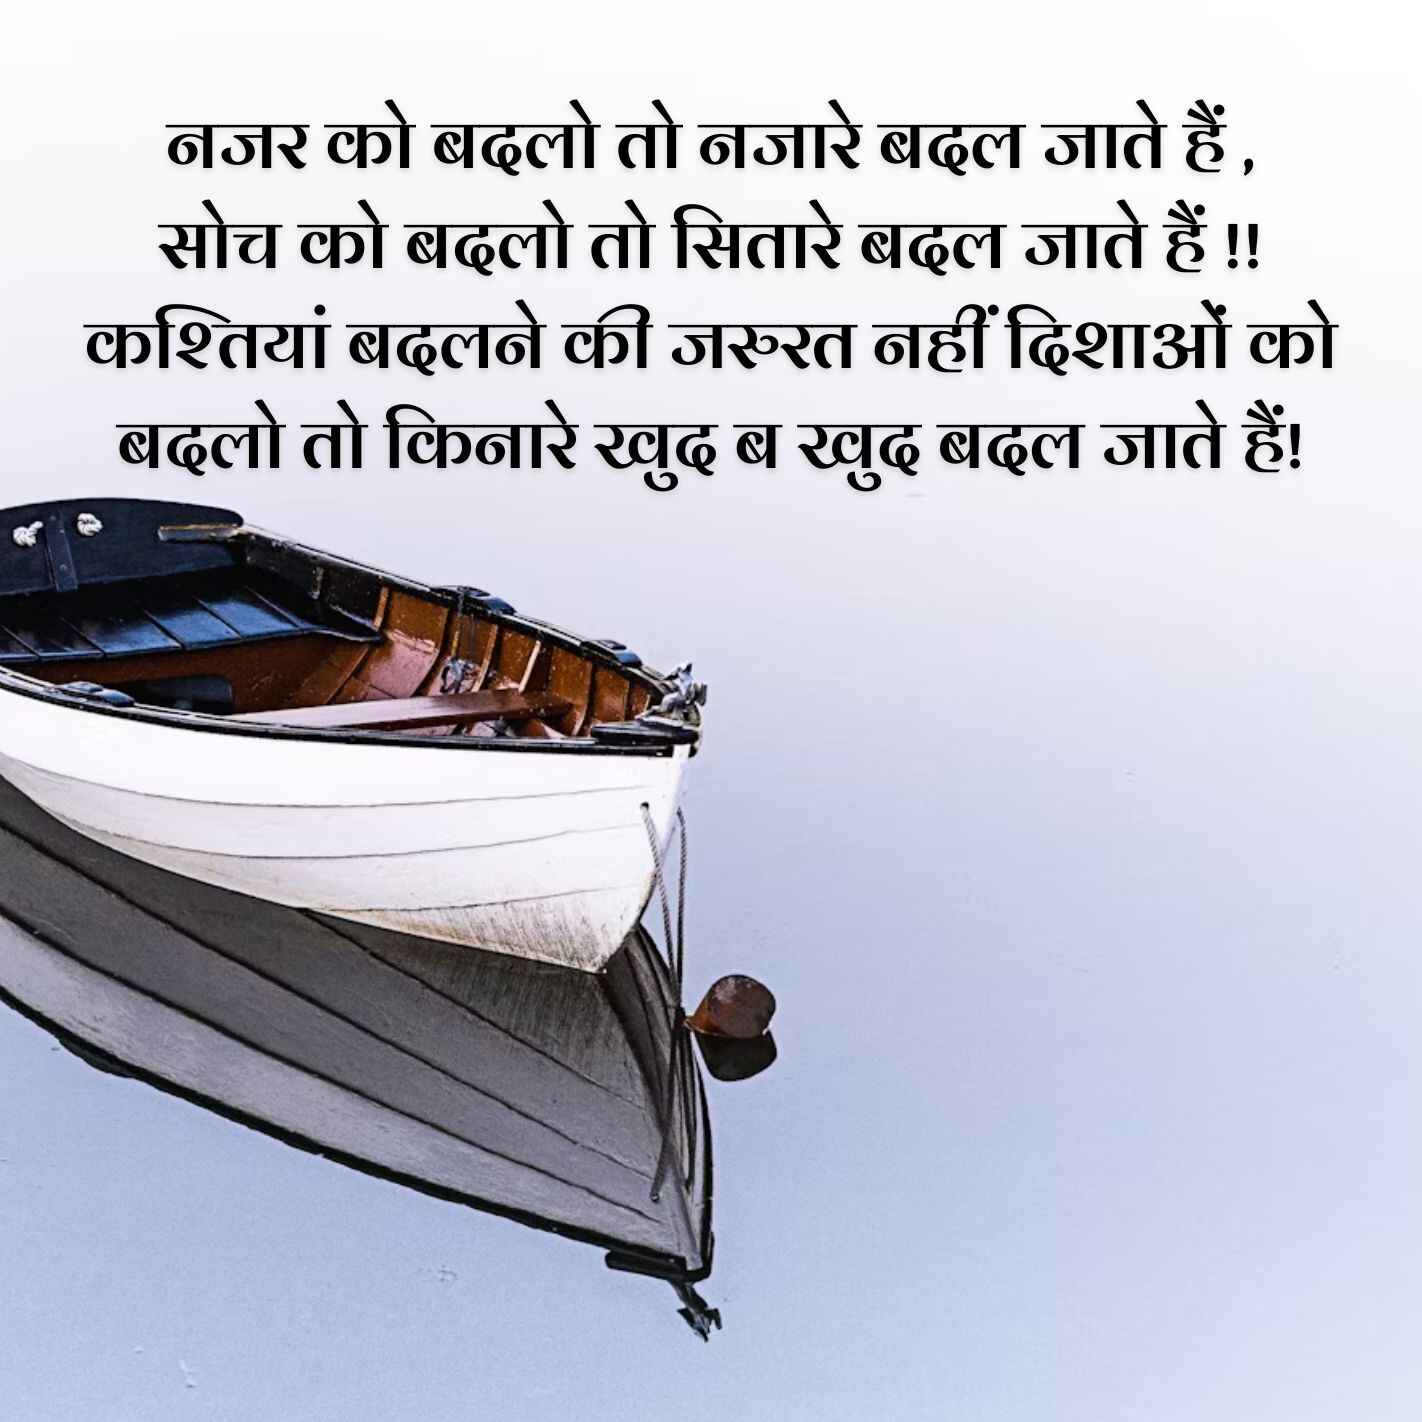 नजर को बदलो तो नजारे बदल जाते हैं ,
सोच को बदलो तो सितारे बदल जाते हैं !!
कश्तियां बदलने की जरुरत नहीं दिशाओं को
बदलो तो किनारे खुद ब खुद बदल जाते हैं!